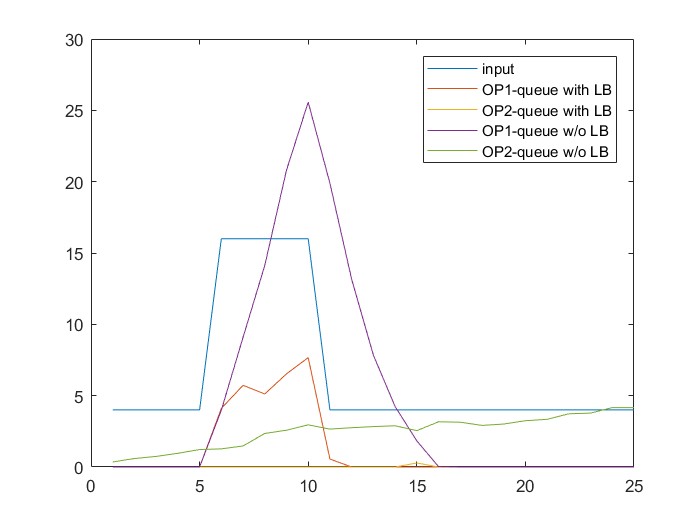 30
25
20
15
10
5
0
0
5
10
15
20
25
input
OP1-queue with LB
OP2-queue with LB
OP1-queue w/o LB
OP2-queue w/o LB